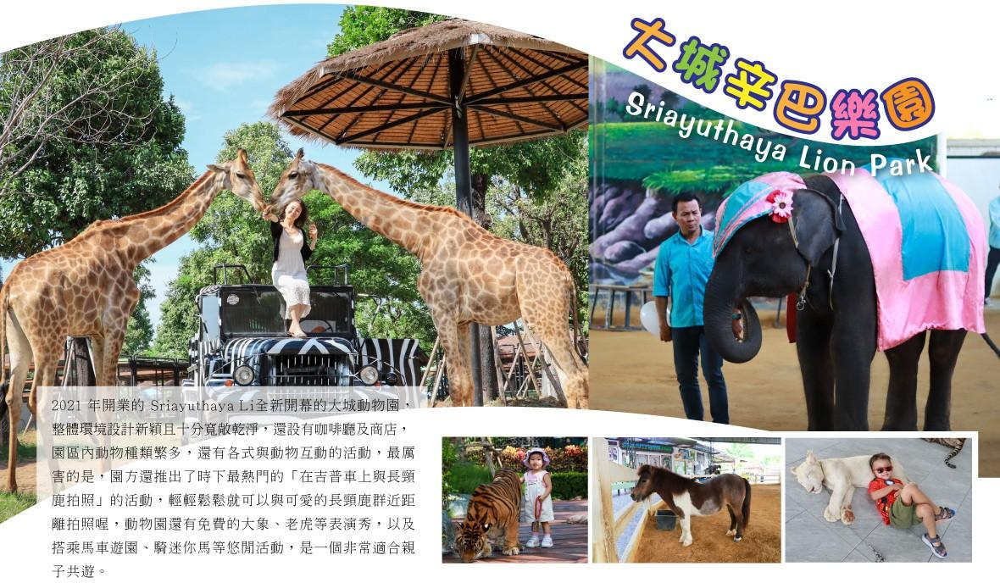 大城辛巴樂園
Sriayuthaya Lion Park
2021 年開業的 Sriayuthaya Li全新開幕的大城動物園，
整體環境設計新穎且十分寬敞乾淨，還設有咖啡廳及商店，
園區內動物種類繁多，還有各式與動物互動的活動，最厲
害的是，園方還推出了時下最熱門的「在吉普車上與長頸
鹿拍照」的活動，輕輕鬆鬆就可以與可愛的長頸鹿群近距
離拍照喔，動物園還有免費的大象、老虎等表演秀，以及
搭乘馬車遊園、騎迷你馬等悠閒活動，是一個非常適合親
子共遊。